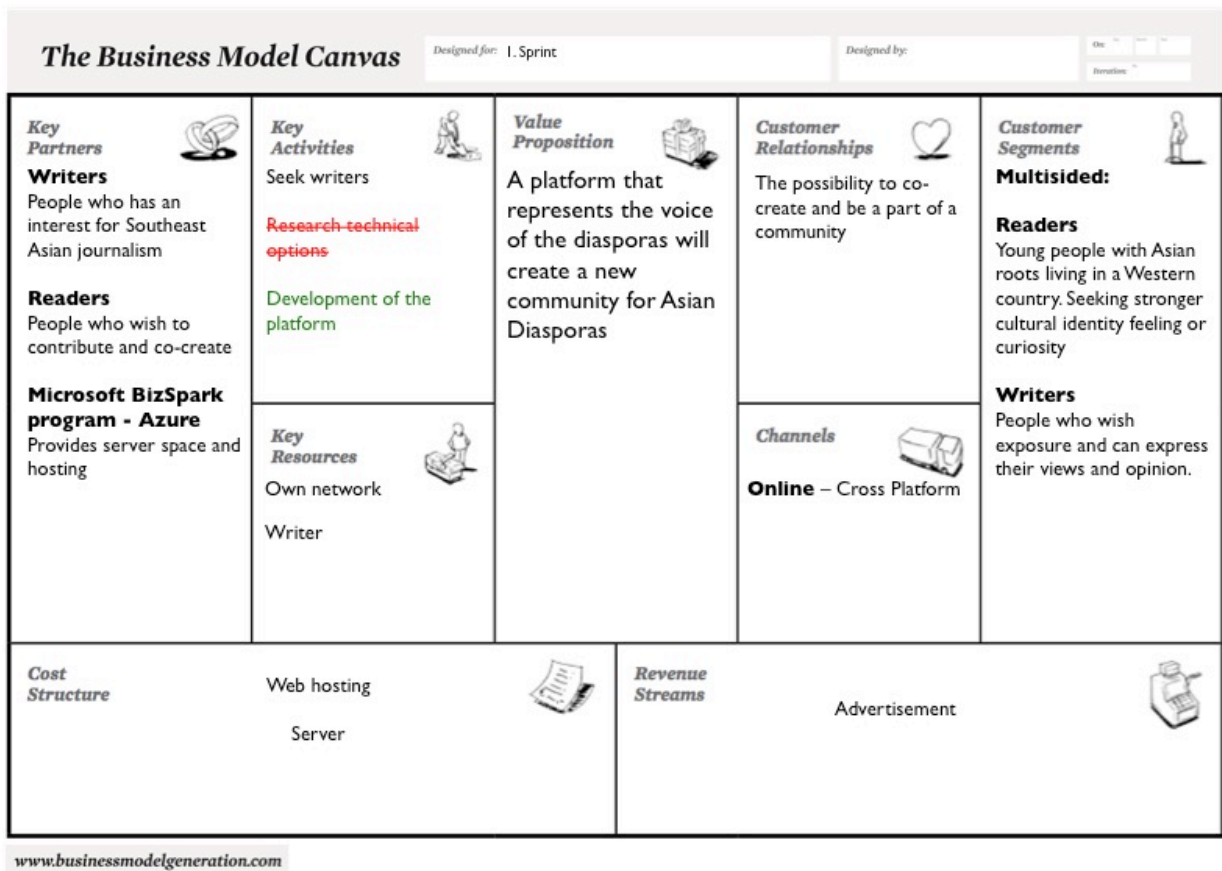 The Business Model Canvas
Designed for: 1. Sprint
Designed by:
On:
Iteration:
Key
Partners
Writers
People who has an
interest for Southeast
Asian journalism
Readers
People who wish to
contribute and co-create
Microsoft BizSpark
program - Azure
Provides server space and
hosting
Key
Activities
Seek writers
Research technical
options
Development of the
platform
Key
Resources
Own network
Writer
Value
Proposition
A platform that
represents the voice
of the diasporas will
create a new
community for Asian
Diasporas
Customer
Relationships
The possibility to co-
create and be a part of a
community
Channels
Online – Cross Platform
Customer
Segments
Multisided:
Readers
Young people with Asian
roots living in a Western
country. Seeking stronger
cultural identity feeling or
curiosity
Writers
People who wish
exposure and can express
their views and opinion.
Cost
Structure
Web hosting
Server
Revenue
Streams
Advertisement
www.businessmodelgeneration.com